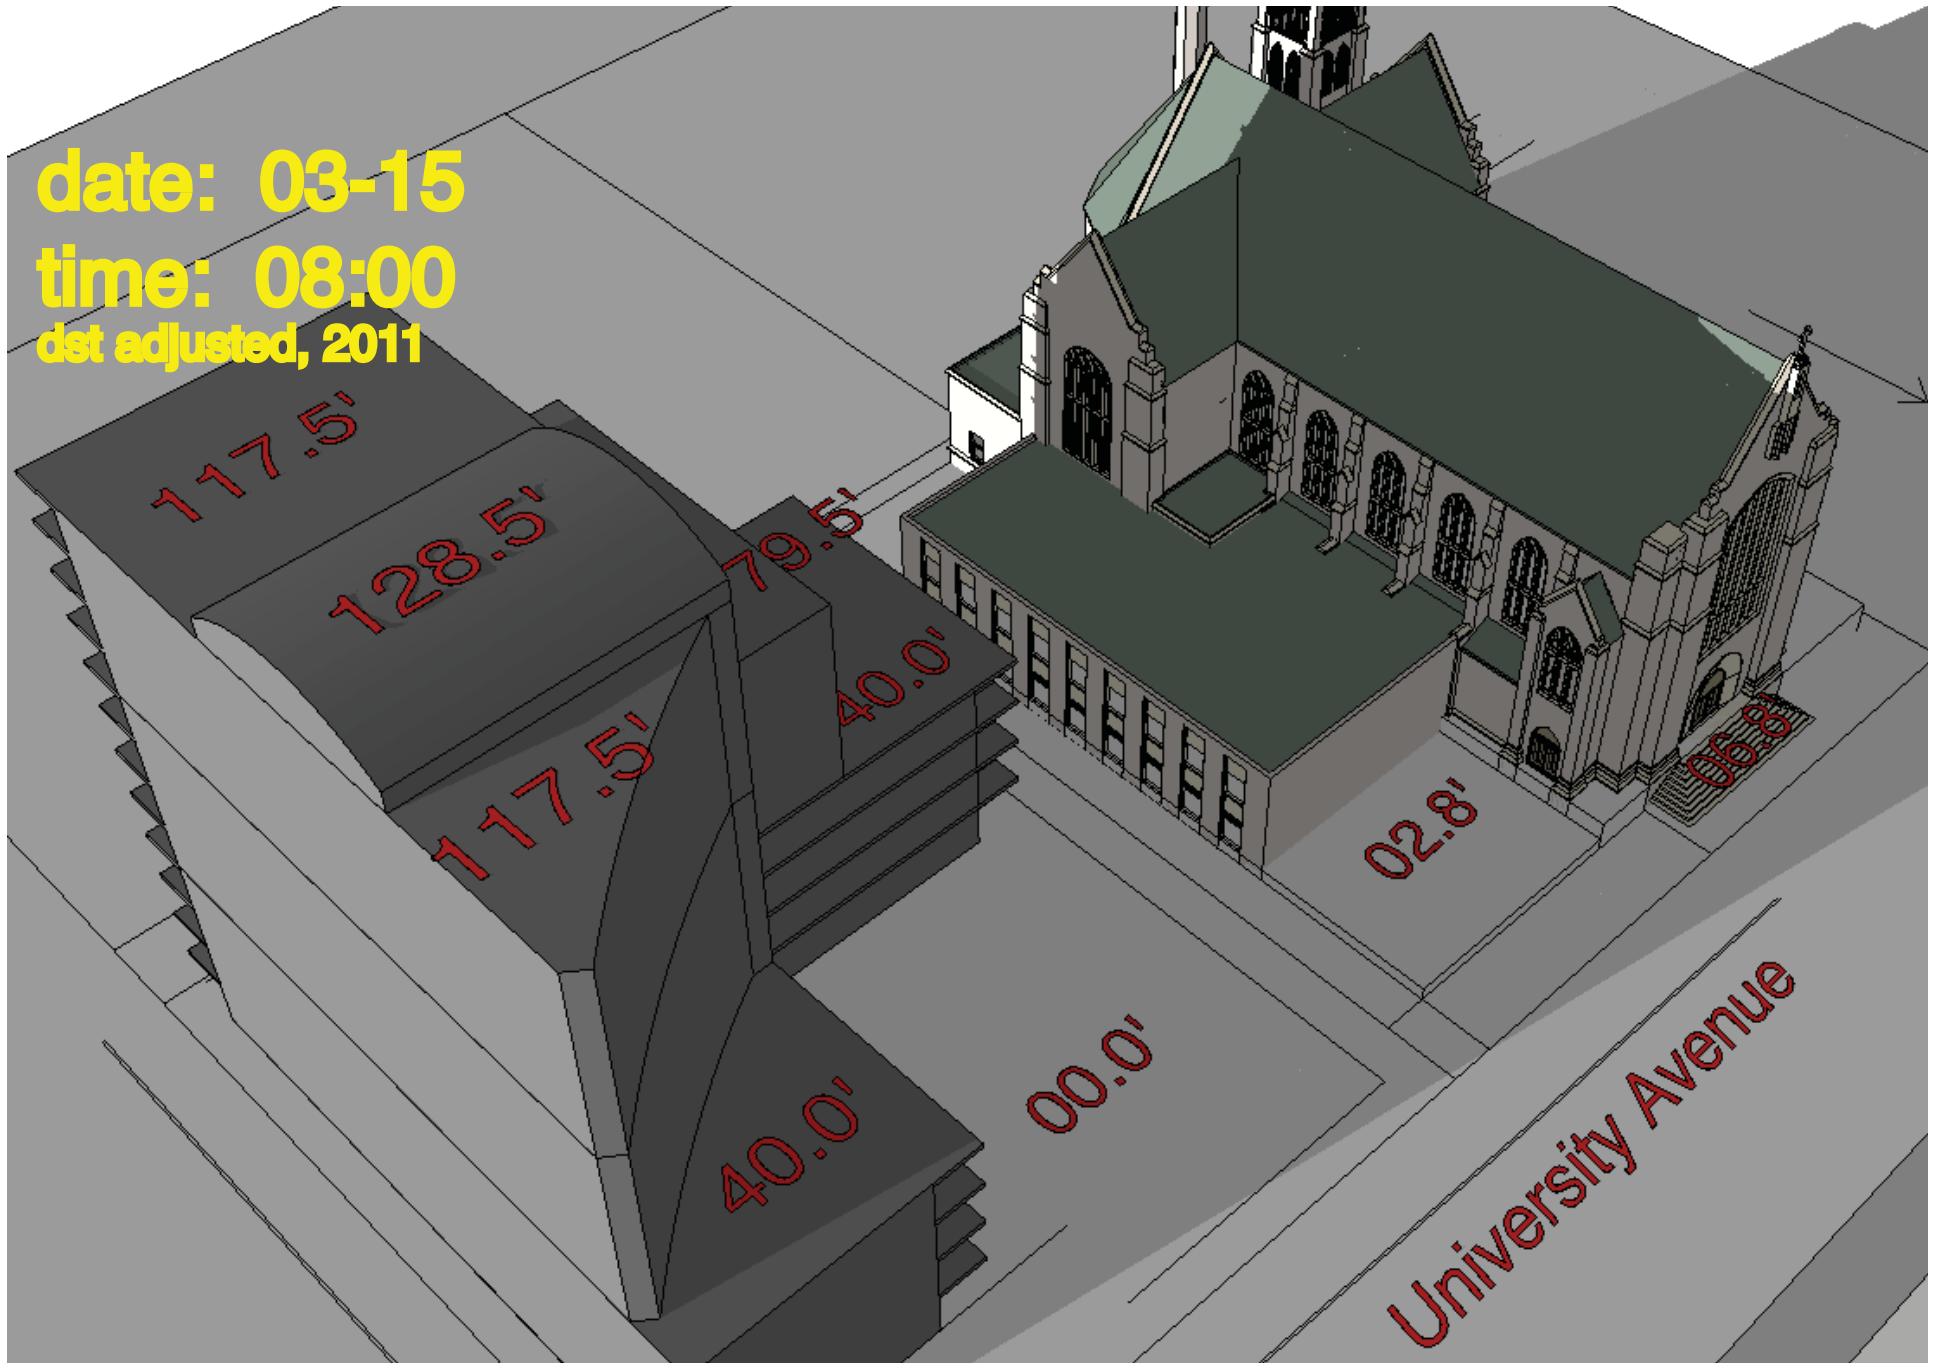 date: 03-15
time: 08:00
dst adjusted, 2011
117.5'
128.5'
79.5'
40.0'
117.5'
06.8'
02.8'
00.0'
40.0'
University Avenue